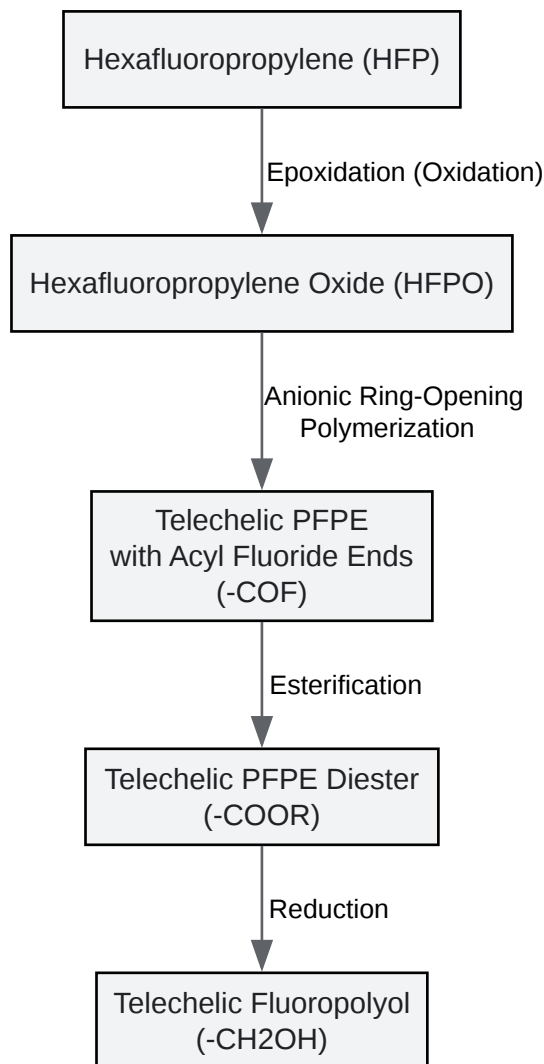 Hexafluoropropylene (HFP)
Epoxidation (Oxidation)
Hexafluoropropylene Oxide (HFPO)
Anionic Ring-Opening
Polymerization
Telechelic PFPE
with Acyl Fluoride Ends
(-COF)
Esterification
Telechelic PFPE Diester
(-COOR)
Reduction
Telechelic Fluoropolyol
(-CH2OH)